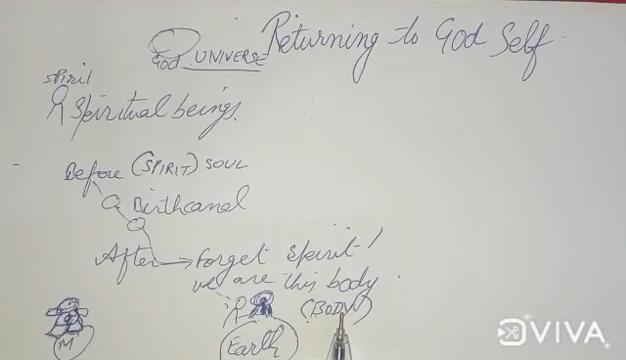 Returning to God Self.
God UNIVERSE
spirit
Spiritual beings.
Before (SPIRIT) SOUL
Birthcanal
After → Forget Spirit
we are this body.
(BODY)
M
Earth
VIVA